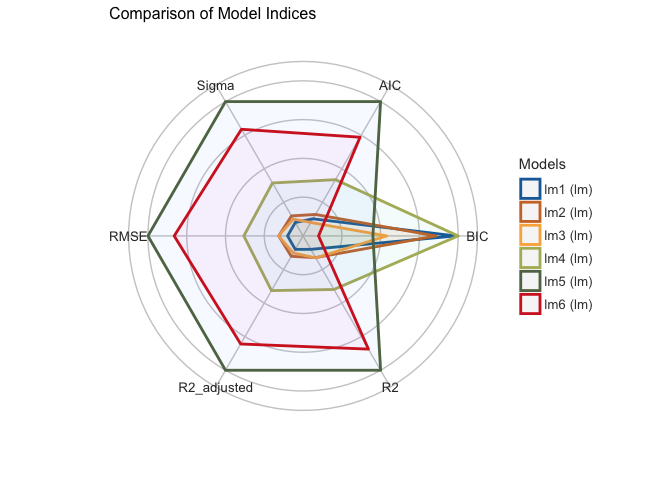 Comparison of Model Indices
Sigma
AIC
RMSE
BIC
R2_adjusted
R2
Models
lm1 (lm)
lm2 (lm)
lm3 (lm)
lm4 (lm)
lm5 (lm)
lm6 (lm)